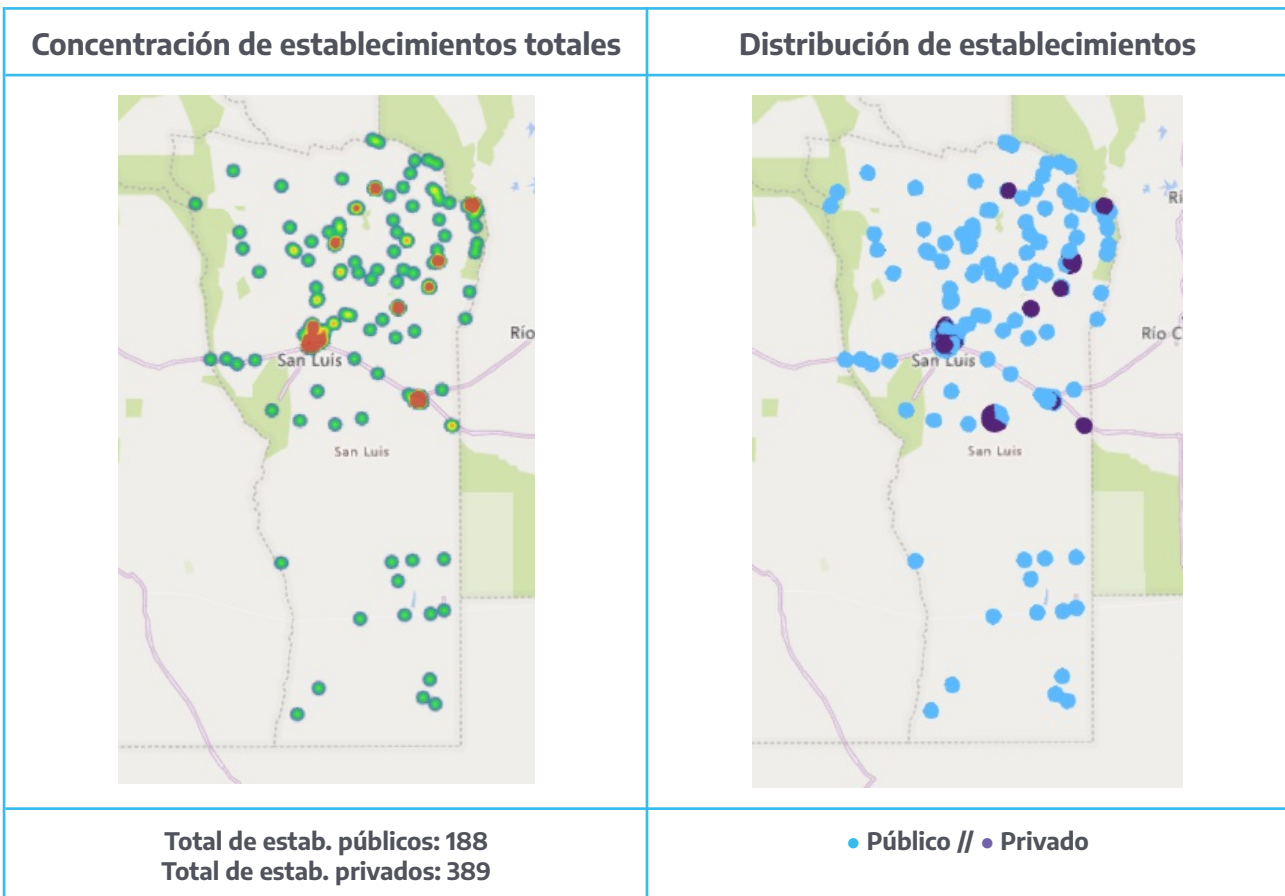 Concentración de establecimientos totales
Distribución de establecimientos
San Luis
Río
San Luis
Rí
Río C
San Luis
San Luis
Total de estab. públicos: 188
Total de estab. privados: 389
• Público // • Privado